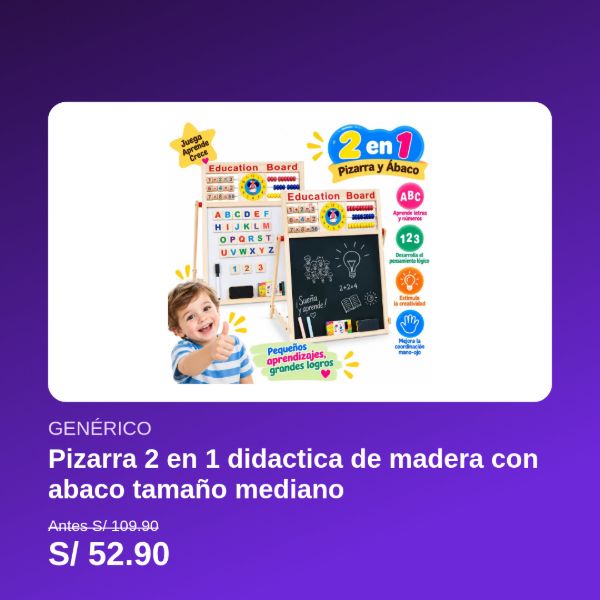 Juega
Aprende
Crece
2 en 1
Pizarra y Ábaco
Education Board
Education Board
A B C D E F
H I J K L M
O P Q R S T
U V W X Y Z
1 2 3
2+2=4
¡Sueña
y aprende!
ABC
Aprende letras
y números
123
Desarrolla el
pensamiento lógico
Estimula
la creatividad
Mejora la
coordinación
mano-ojo
Pequeños
aprendizajes,
grandes logros
GENÉRICO
Pizarra 2 en 1 didactica de madera con
abaco tamaño mediano
Antes S/ 109.90
S/ 52.90